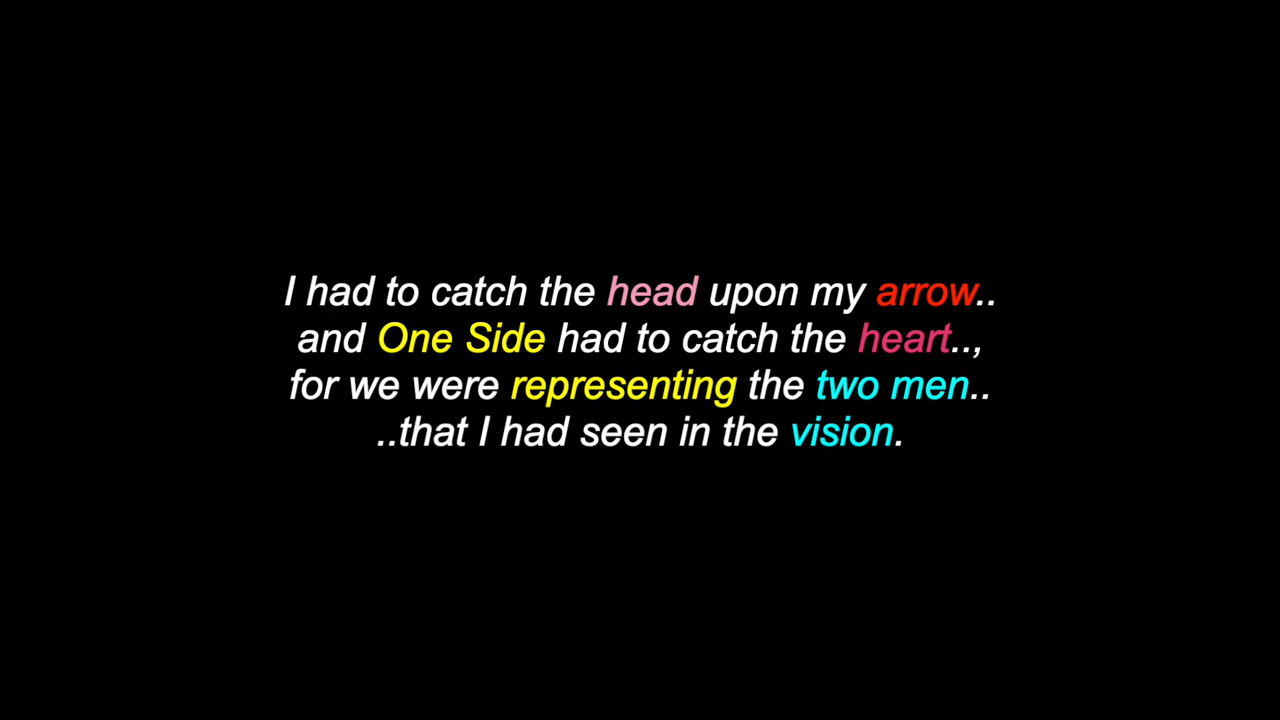 I had to catch the head upon my arrow..
and One Side had to catch the heart..,
for we were representing the two men..
..that I had seen in the vision.